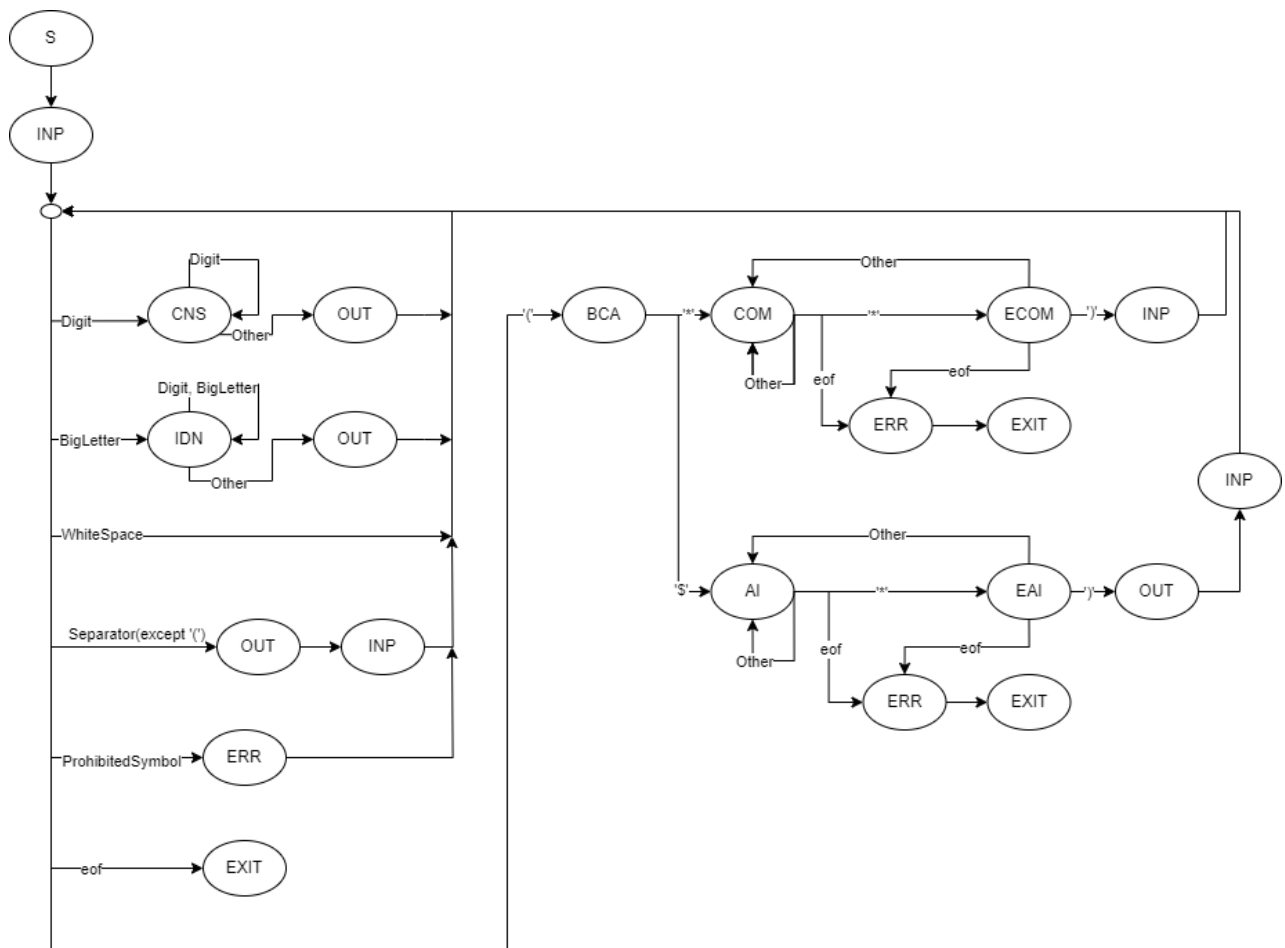 S
INP
Digit
Digit
CNS
Other
OUT
Digit, BigLetter
BigLetter
IDN
Other
OUT
WhiteSpace
Separator(except '(')
OUT
INP
ProhibitedSymbol
ERR
eof
EXIT
'('
BCA
'*'
COM
Other
Other
'*'
ECOM
')'
INP
eof
eof
ERR
EXIT
'$'
AI
Other
Other
'*'
EAI
')'
OUT
INP
eof
eof
ERR
EXIT